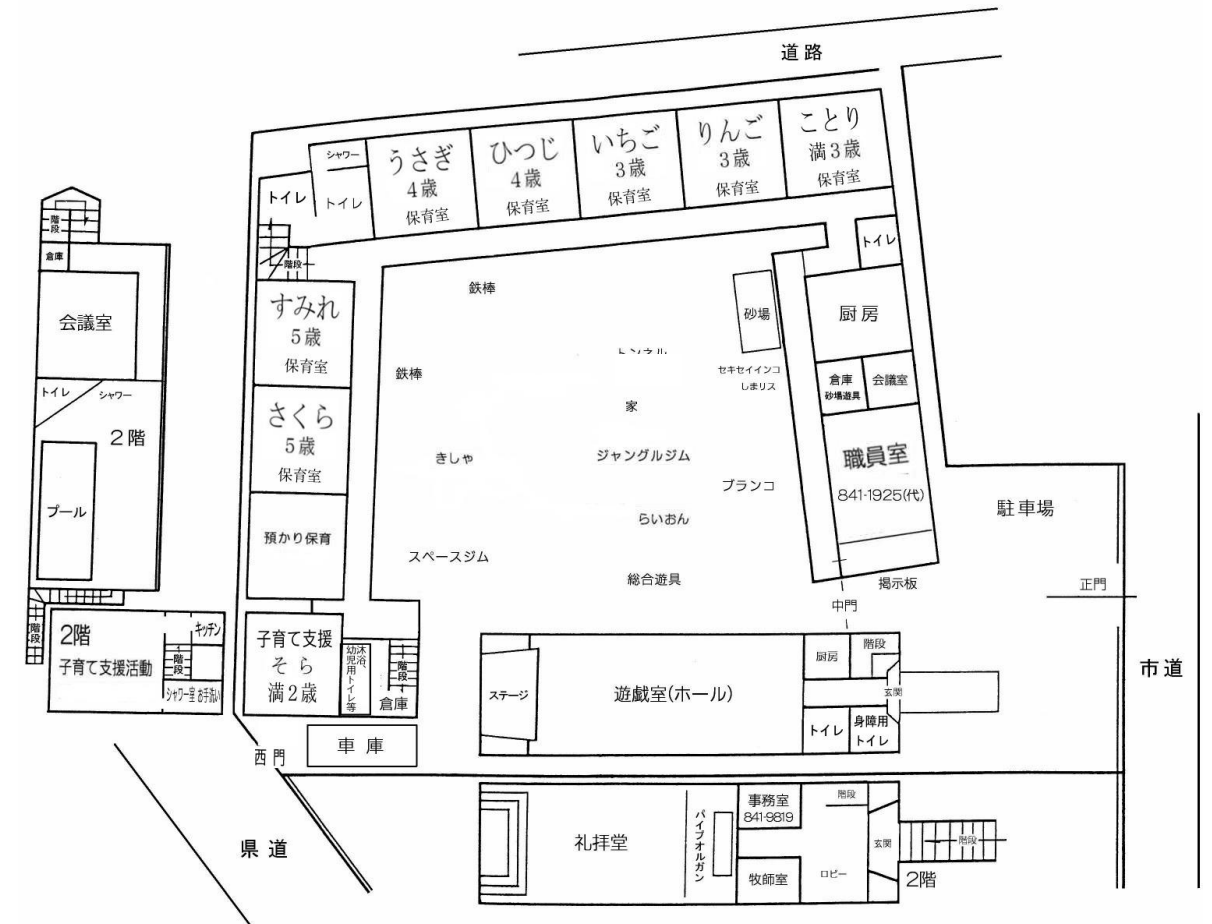 道路
シャワー
トイレ
トイレ
うさぎ
4歳
保育室
ひつじ
4歳
保育室
いちご
3歳
保育室
りんご
3歳
保育室
ことり
満3歳
保育室
階段
倉庫
会議室
トイレ
シャワー
2階
プール
階段
階段
すみれ
5歳
保育室
さくら
5歳
保育室
預かり保育
鉄棒
鉄棒
トンネル
砂場
セキセイインコ
しまリス
家
きしゃ
ジャングルジム
ブランコ
らいおん
スペースジム
総合遊具
トイレ
厨房
倉庫
砂場遊具
会議室
職員室
841-1925(代)
掲示板
中門
駐車場
正門
市道
2階
子育て支援活動
キッチン
階段
シャワー室
お手洗い
子育て支援
そら
満2歳
沐浴、
幼児用トイレ等
階段
倉庫
車庫
西門
県道
ステージ
遊戯室(ホール)
厨房
階段
玄関
トイレ
身障用
トイレ
礼拝堂
パイプオルガン
事務室
841-9819
牧師室
階段
ロビー
玄関
階段
2階